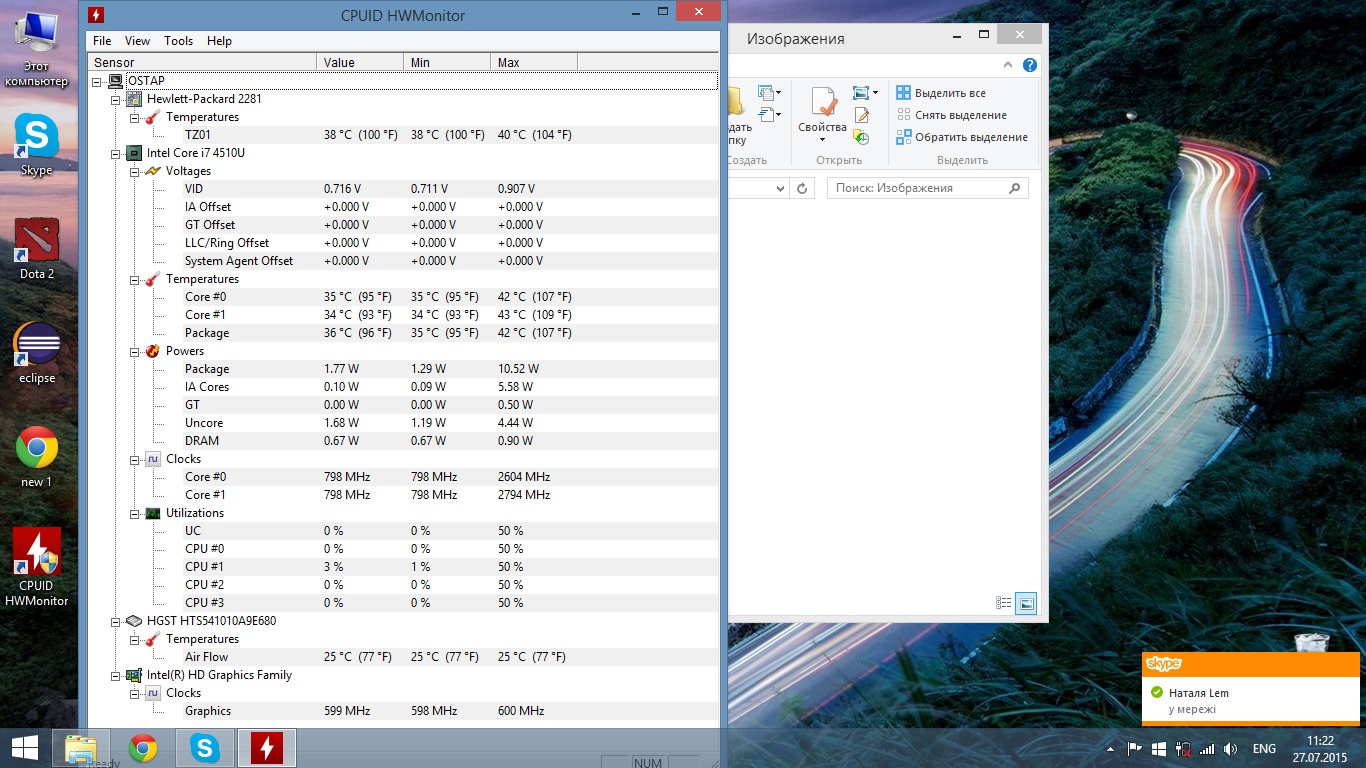 Этот
компьютер
Skype
Dota 2
eclipse
new 1
CPUID
HWMonitor
CPUID HWMonitor
File View Tools Help
Sensor Value Min Max
OSTAP
Hewlett-Packard 2281
Temperatures
TZ01 38 °C (100 °F) 38 °C (100 °F) 40 °C (104 °F)
Intel Core i7 4510U
Voltages
VID 0.716 V 0.711 V 0.907 V
IA Offset +0.000 V +0.000 V +0.000 V
GT Offset +0.000 V +0.000 V +0.000 V
LLC/Ring Offset +0.000 V +0.000 V +0.000 V
System Agent Offset +0.000 V +0.000 V +0.000 V
Temperatures
Core #0 35 °C (95 °F) 35 °C (95 °F) 42 °C (107 °F)
Core #1 34 °C (93 °F) 34 °C (93 °F) 43 °C (109 °F)
Package 36 °C (96 °F) 35 °C (95 °F) 42 °C (107 °F)
Powers
Package 1.77 W 1.29 W 10.52 W
IA Cores 0.10 W 0.09 W 5.58 W
GT 0.00 W 0.00 W 0.50 W
Uncore 1.68 W 1.19 W 4.44 W
DRAM 0.67 W 0.67 W 0.90 W
Clocks
Core #0 798 MHz 798 MHz 2604 MHz
Core #1 798 MHz 798 MHz 2794 MHz
Utilizations
UC 0 % 0 % 50 %
CPU #0 0 % 0 % 50 %
CPU #1 3 % 1 % 50 %
CPU #2 0 % 0 % 50 %
CPU #3 0 % 0 % 50 %
HGST HTS541010A9E680
Temperatures
Air Flow 25 °C (77 °F) 25 °C (77 °F) 25 °C (77 °F)
Intel(R) HD Graphics Family
Clocks
Graphics 599 MHz 598 MHz 600 MHz
Ready NUM
Изображения
дать
пку
Создать
Свойства
Открыть
Выделить все
Снять выделение
Обратить выделение
Выделить
Поиск: Изображения
skype
Наталя Lem
у мережі
ENG
11:22
27.07.2015